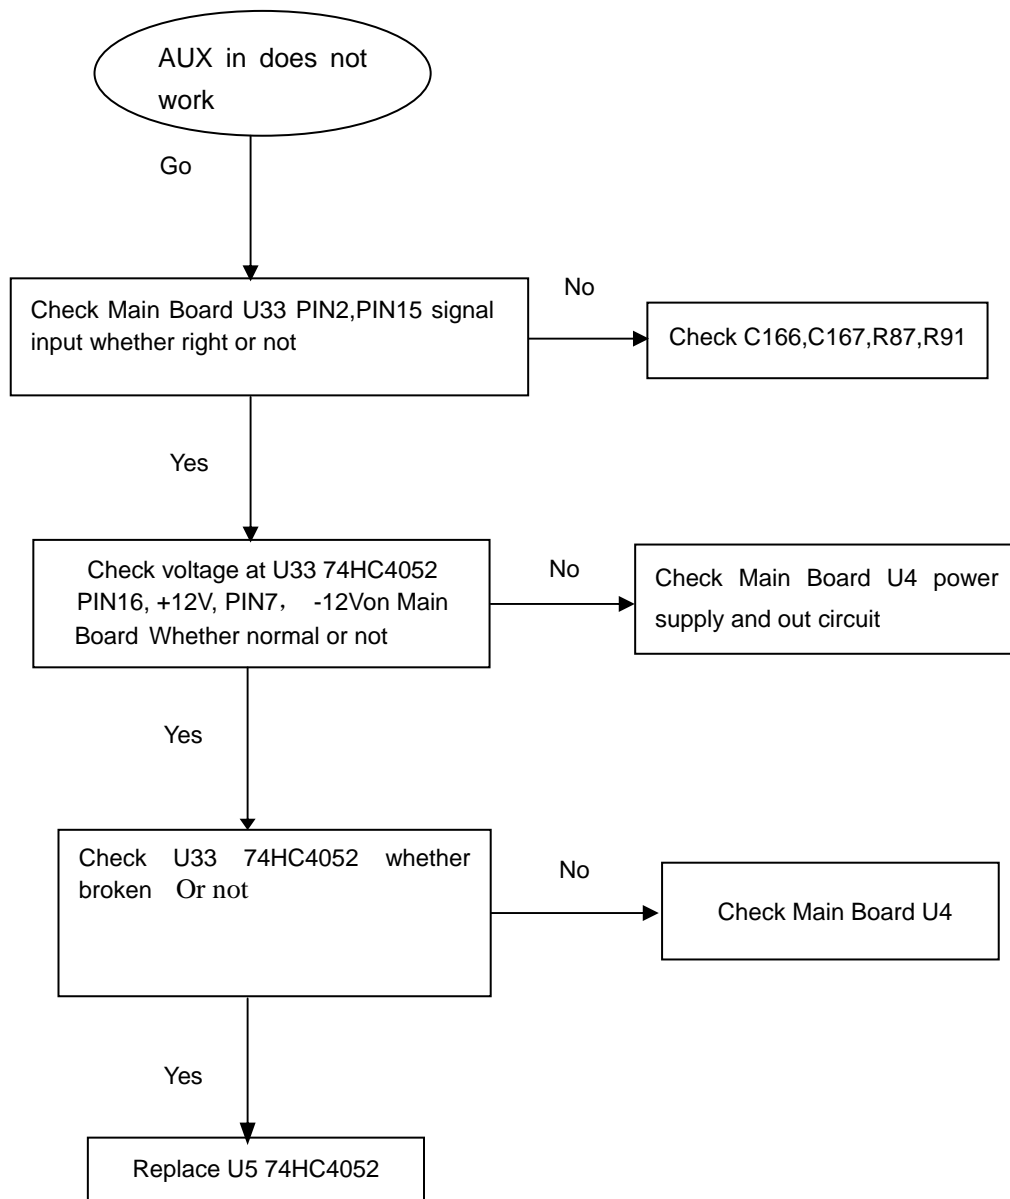 AUX in does not
work
Go
Check Main Board U33 PIN2,PIN15 signal
input whether right or not
No
Check C166,C167,R87,R91
Yes
Check voltage at U33 74HC4052
PIN16, +12V, PIN7， -12Von Main
Board Whether normal or not
No
Check Main Board U4 power
supply and out circuit
Yes
Check U33 74HC4052 whether
broken Or not
No
Check Main Board U4
Yes
Replace U5 74HC4052